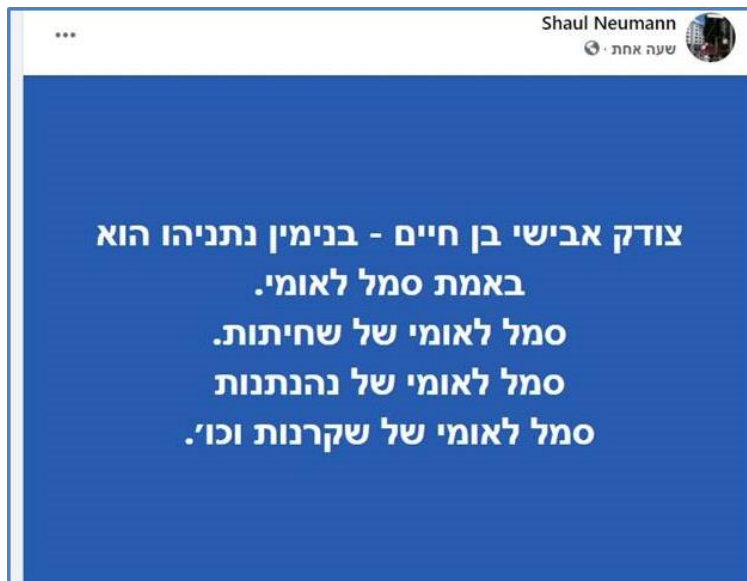 Shaul Neumann
שעה אחת ·
צודק אבישי בן חיים - בנימין נתניהו הוא
באמת סמל לאומי.
סמל לאומי של שחיתות.
סמל לאומי של נהנתנות
סמל לאומי של שקרנות וכו׳.